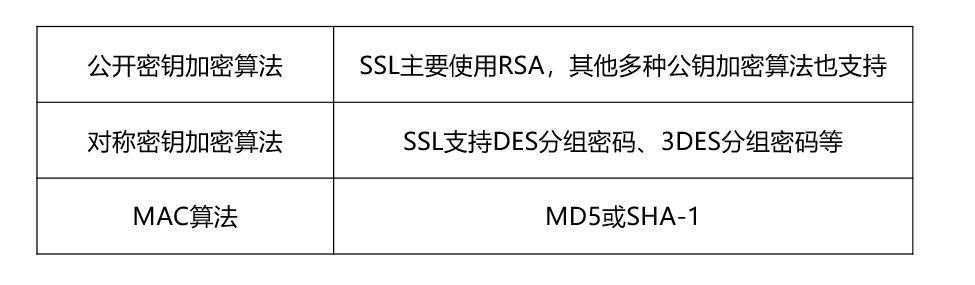 公开密钥加密算法
SSL主要使用RSA，其他多种公钥加密算法也支持
对称密钥加密算法
SSL支持DES分组密码、3DES分组密码等
MAC算法
MD5或SHA-1